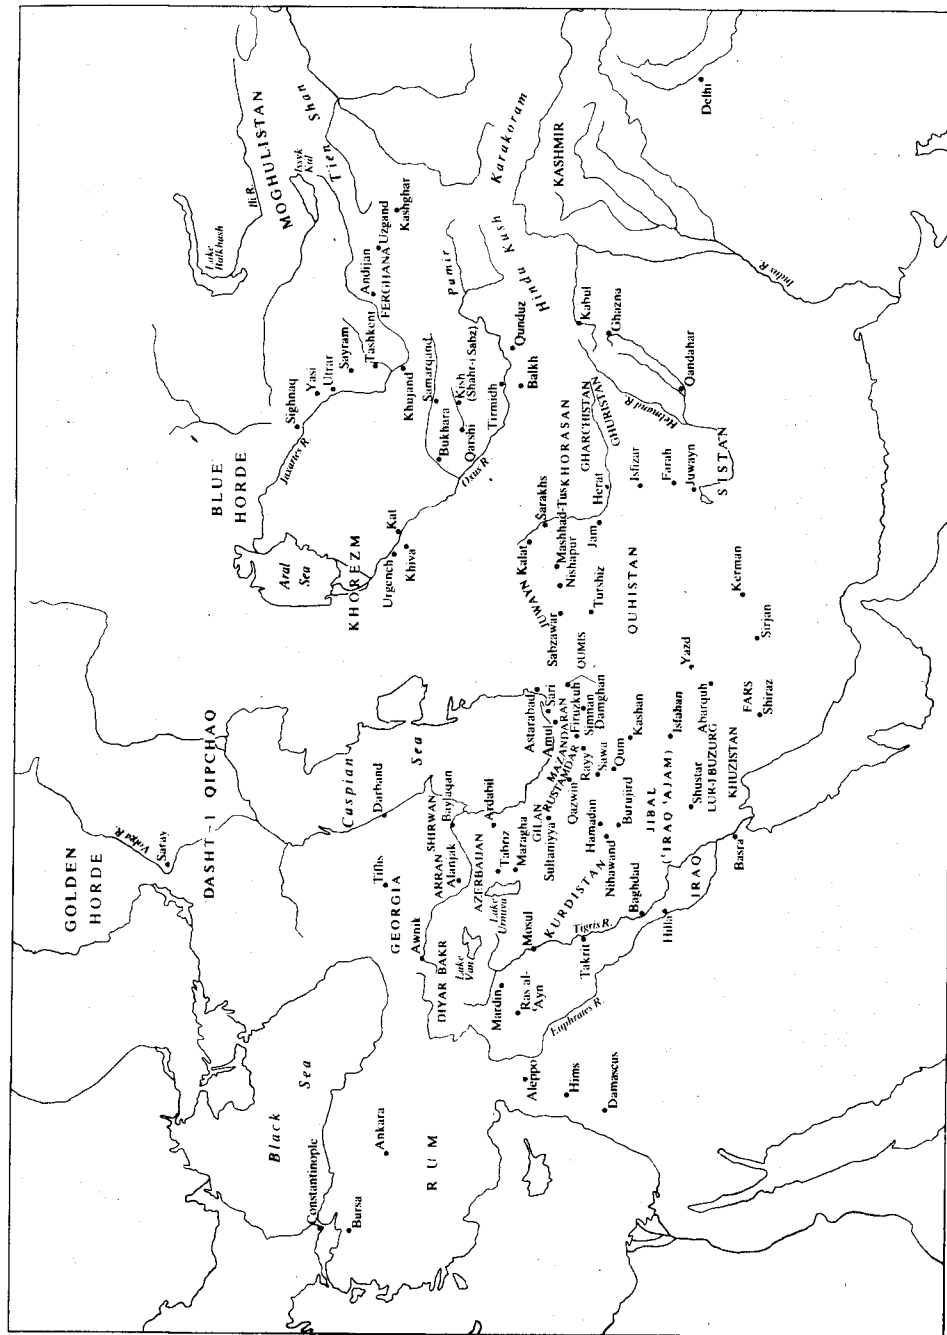 GOLDEN
HORDE
Volga R.
Saray
DASHT-I QIPCHAQ
BLUE
HORDE
Lake
Balkhash
Ili R.
MOGHULISTAN
Issyk
Kul
Tien Shan
Black Sea
Constantinople
Bursa
Ankara
RUM
Caspian Sea
Darband
Tiflis
GEORGIA
Awnik
ARRAN
Alanjak
SHIRWAN
Baylaqan
AZERBAIJAN
Ardabil
Tabriz
Maragha
Lake
Urmiya
DIYAR BAKR
Lake
Van
Mardin
Ras al-
'Ayn
Mosul
KURDISTAN
Tigris R.
Takrit
Euphrates R.
Aleppo
Hims
Damascus
Baghdad
Hilla
IRAQ
Basra
Aral
Sea
KHOREZM
Urgench
Kat
Khiva
Jaxartes R.
Sighnaq
Yasi
Utrar
Sayram
Tashkent
Andijan
FERGHANA
Uzgand
Kashghar
Khujand
Samarqand
Bukhara
Kish
(Shahr-i Sabz)
Qarshi
Tirmidh
Oxus R.
Pamir
Karakoram
Hindu Kush
Qunduz
Balkh
KASHMIR
Delhi
Indus R.
Kabul
Ghazna
Qandahar
Helmand R.
GILAN
Sultaniyya
RUSTAMDAR
MAZANDARAN
Amul
Sari
Astarabad
Firuzkuh
Simnan
Damghan
QUMIS
Qazwin
Rayy
Sawa
Qum
Kashan
Hamadan
Nihawand
Burujird
JIBAL
('IRAQ 'AJAMI)
Isfahan
Yazd
Abarquh
Shustar
LUR-I BUZURG
KHUZISTAN
FARS
Shiraz
Sirjan
Kerman
JUWAYN
Kalat
Sarakhs
Sabzawar
Mashhad-Tus
Nishapur
KHORASAN
Turshiz
Jam
Herat
GHARCHISTAN
GHURISTAN
QUHISTAN
Isfizar
Farah
Juwayn
SISTAN